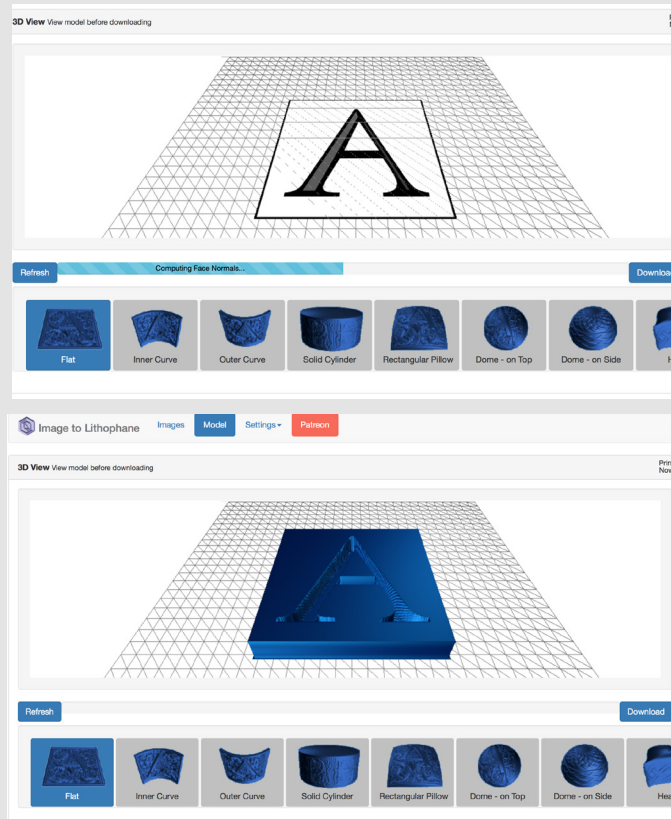 3D View View model before downloading
A
Computing Face Normals...
Refresh
Flat
Inner Curve
Outer Curve
Solid Cylinder
Rectangular Pillow
Dome - on Top
Dome - on Side
Image to Lithophane
Images
Model
Settings
Patreon
3D View View model before downloading
A
Refresh
Download
Flat
Inner Curve
Outer Curve
Solid Cylinder
Rectangular Pillow
Dome - on Top
Dome - on Side